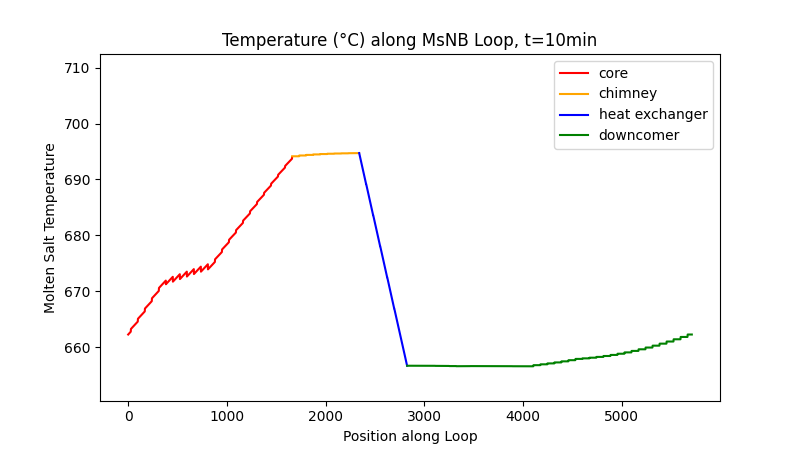 Temperature (°C) along MsNB Loop, t=10min
core
chimney
heat exchanger
downcomer
Molten Salt Temperature
710
700
690
680
670
660
0 1000 2000 3000 4000 5000
Position along Loop